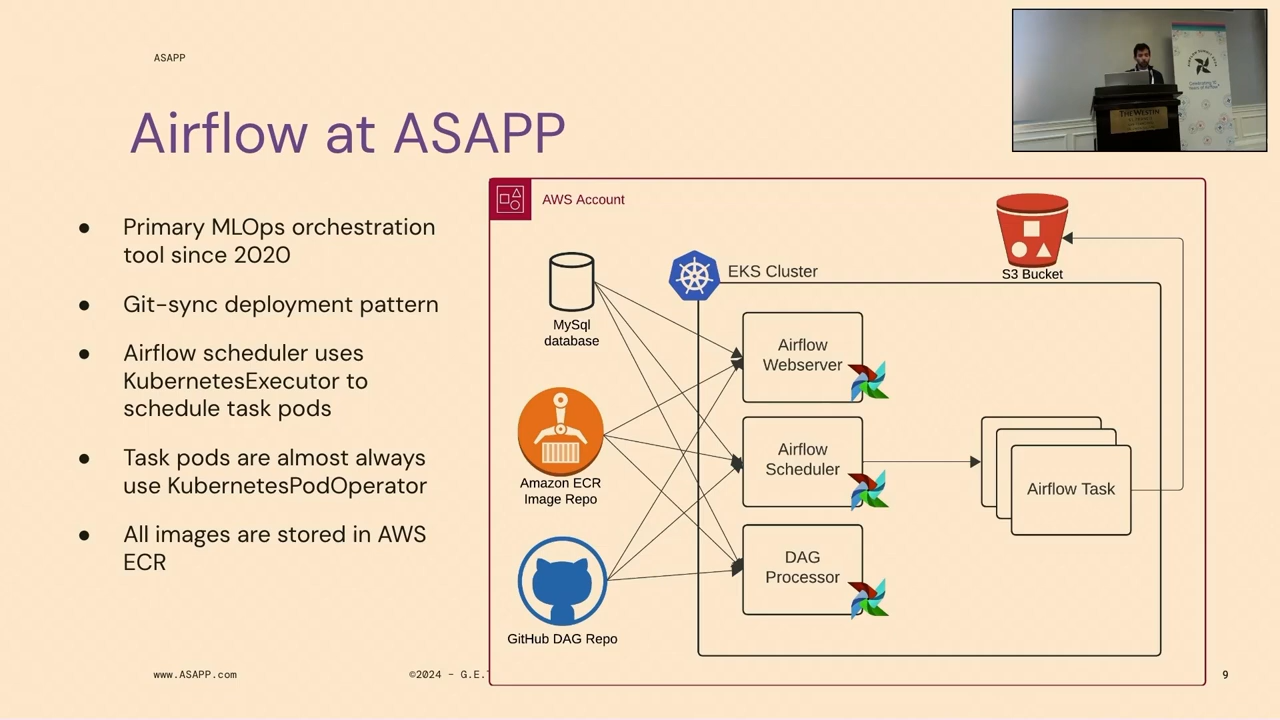 ASAPP
Airflow at ASAPP
● Primary MLOps orchestration
tool since 2020
● Git-sync deployment pattern
● Airflow scheduler uses
KubernetesExecutor to
schedule task pods
● Task pods are almost always
use KubernetesPodOperator
● All images are stored in AWS
ECR
AWS Account
S3 Bucket
EKS Cluster
MySql
database
Airflow
Webserver
Amazon ECR
Image Repo
Airflow
Scheduler
Airflow Task
GitHub DAG Repo
DAG
Processor
www.ASAPP.com
©2024 - G.E.
9
THE WESTIN